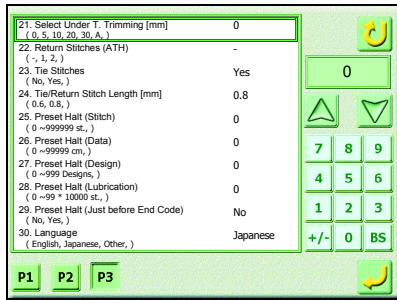 21. Select Under T. Trimming [mm] 0
( 0, 5, 10, 20, 30, A, )
22. Return Stitches (ATH) -
( -, 1, 2, )
23. Tie Stitches Yes
( No, Yes, )
24. Tie/Return Stitch Length [mm] 0.8
( 0.6, 0.8, )
25. Preset Halt (Stitch) 0
( 0 ~999999 st., )
26. Preset Halt (Data) 0
( 0 ~99999 cm, )
27. Preset Halt (Design) 0
( 0 ~999 Designs, )
28. Preset Halt (Lubrication) 0
( 0 ~99 * 10000 st., )
29. Preset Halt (Just before End Code) No
( No, Yes, )
30. Language Japanese
( English, Japanese, Other, )
0
7 8 9
4 5 6
1 2 3
+/- 0 BS
P1 P2 P3